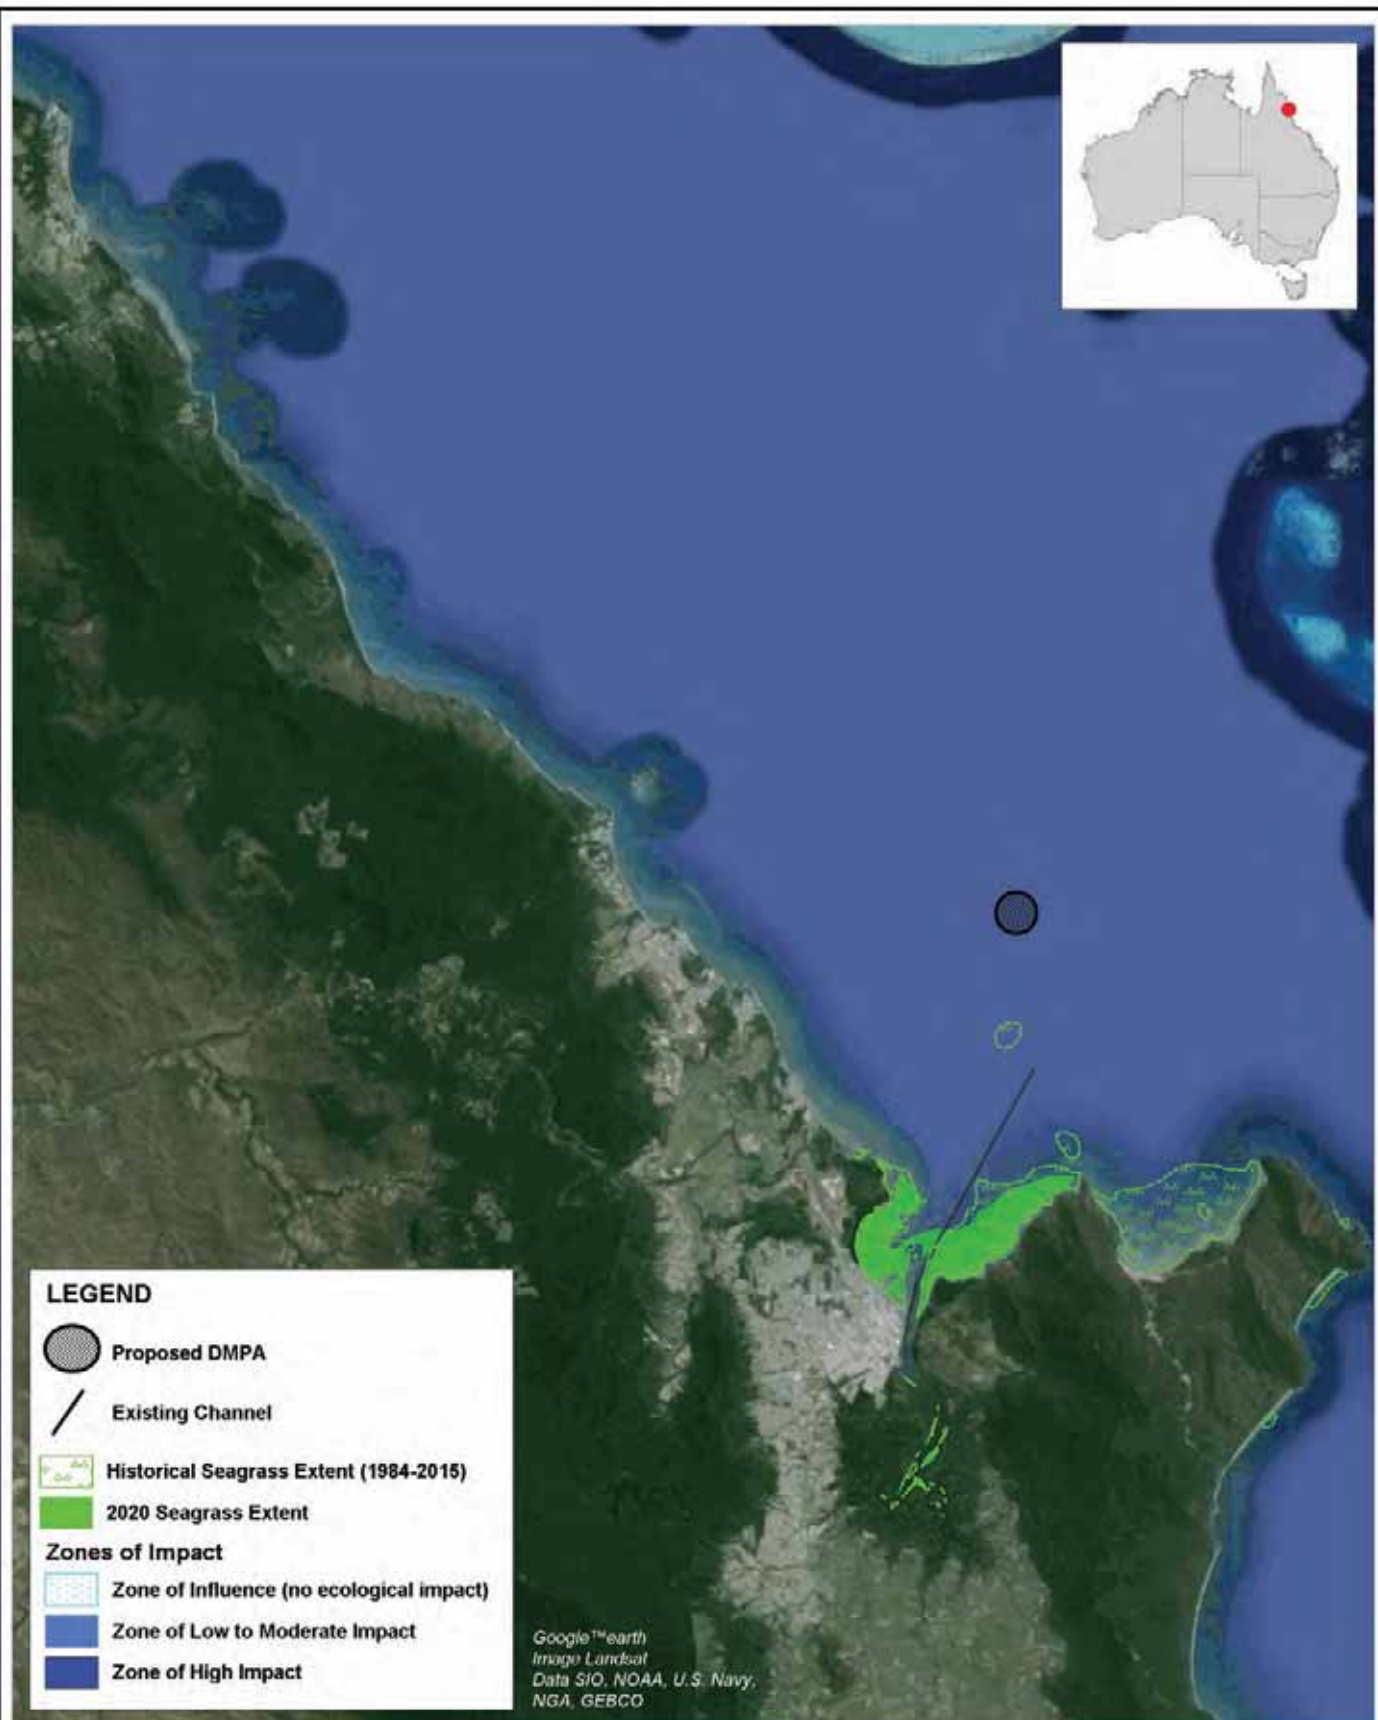 LEGEND
Proposed DMPA
Existing Channel
Historical Seagrass Extent (1984-2015)
2020 Seagrass Extent
Zones of Impact
Zone of Influence (no ecological impact)
Zone of Low to Moderate Impact
Zone of High Impact
Google™earth
Image Landsat
Data SIO, NOAA, U.S. Navy,
NGA, GEBCO